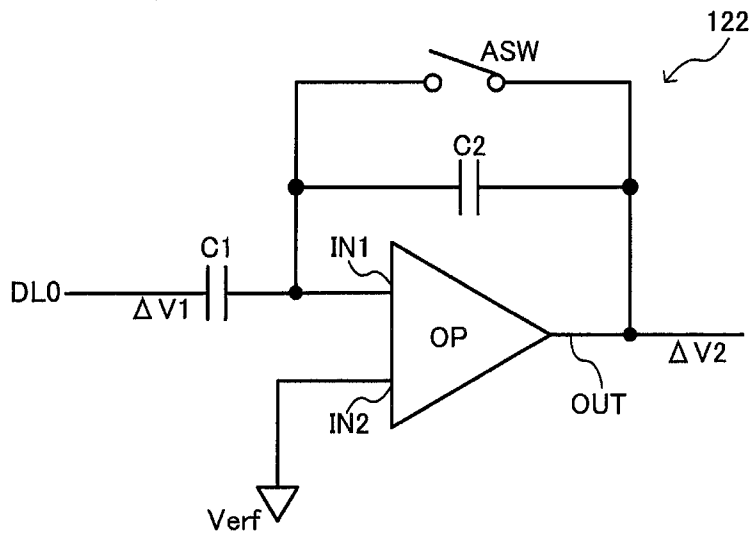 122
ASW
C2
C1
IN1
DL0
ΔV1
OP
ΔV2
IN2
OUT
Verf